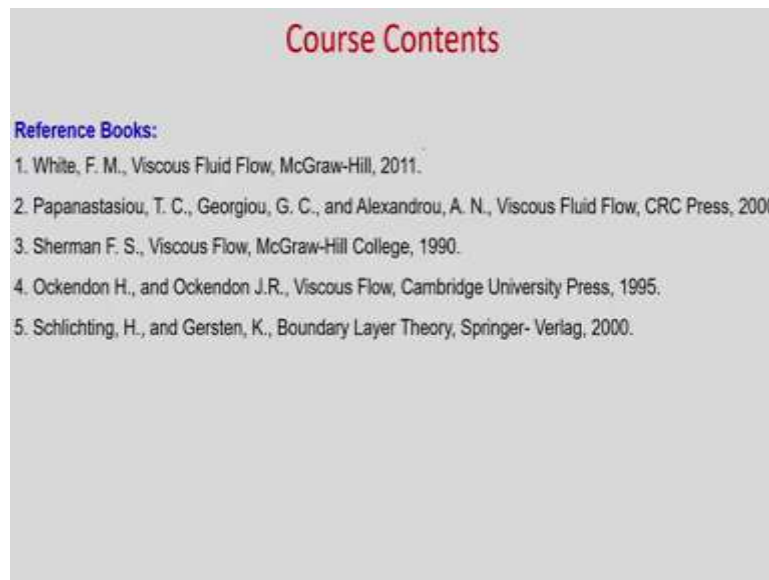 Course Contents
Reference Books:
1. White, F. M., Viscous Fluid Flow, McGraw-Hill, 2011.
2. Papanastasiou, T. C., Georgiou, G. C., and Alexandrou, A. N., Viscous Fluid Flow, CRC Press,
3. Sherman F. S., Viscous Flow, McGraw-Hill College, 1990.
4. Ockendon H., and Ockendon J.R., Viscous Flow, Cambridge University Press, 1995.
5. Schlichting, H., and Gersten, K., Boundary Layer Theory, Springer- Verlag, 2000.